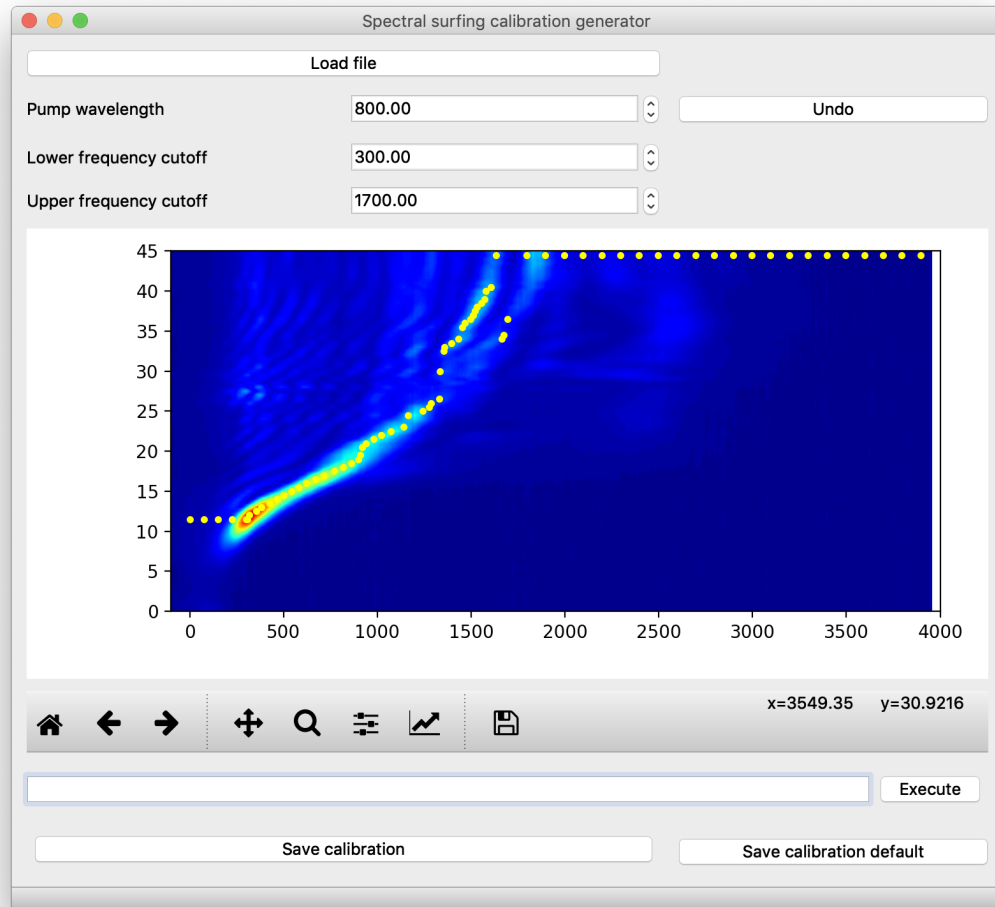 Spectral surfing calibration generator
Load file
Pump wavelength 800.00 Undo
Lower frequency cutoff 300.00
Upper frequency cutoff 1700.00
45
40
35
30
25
20
15
10
5
0
0 500 1000 1500 2000 2500 3000 3500 4000
x=3549.35 y=30.9216
Execute
Save calibration Save calibration default